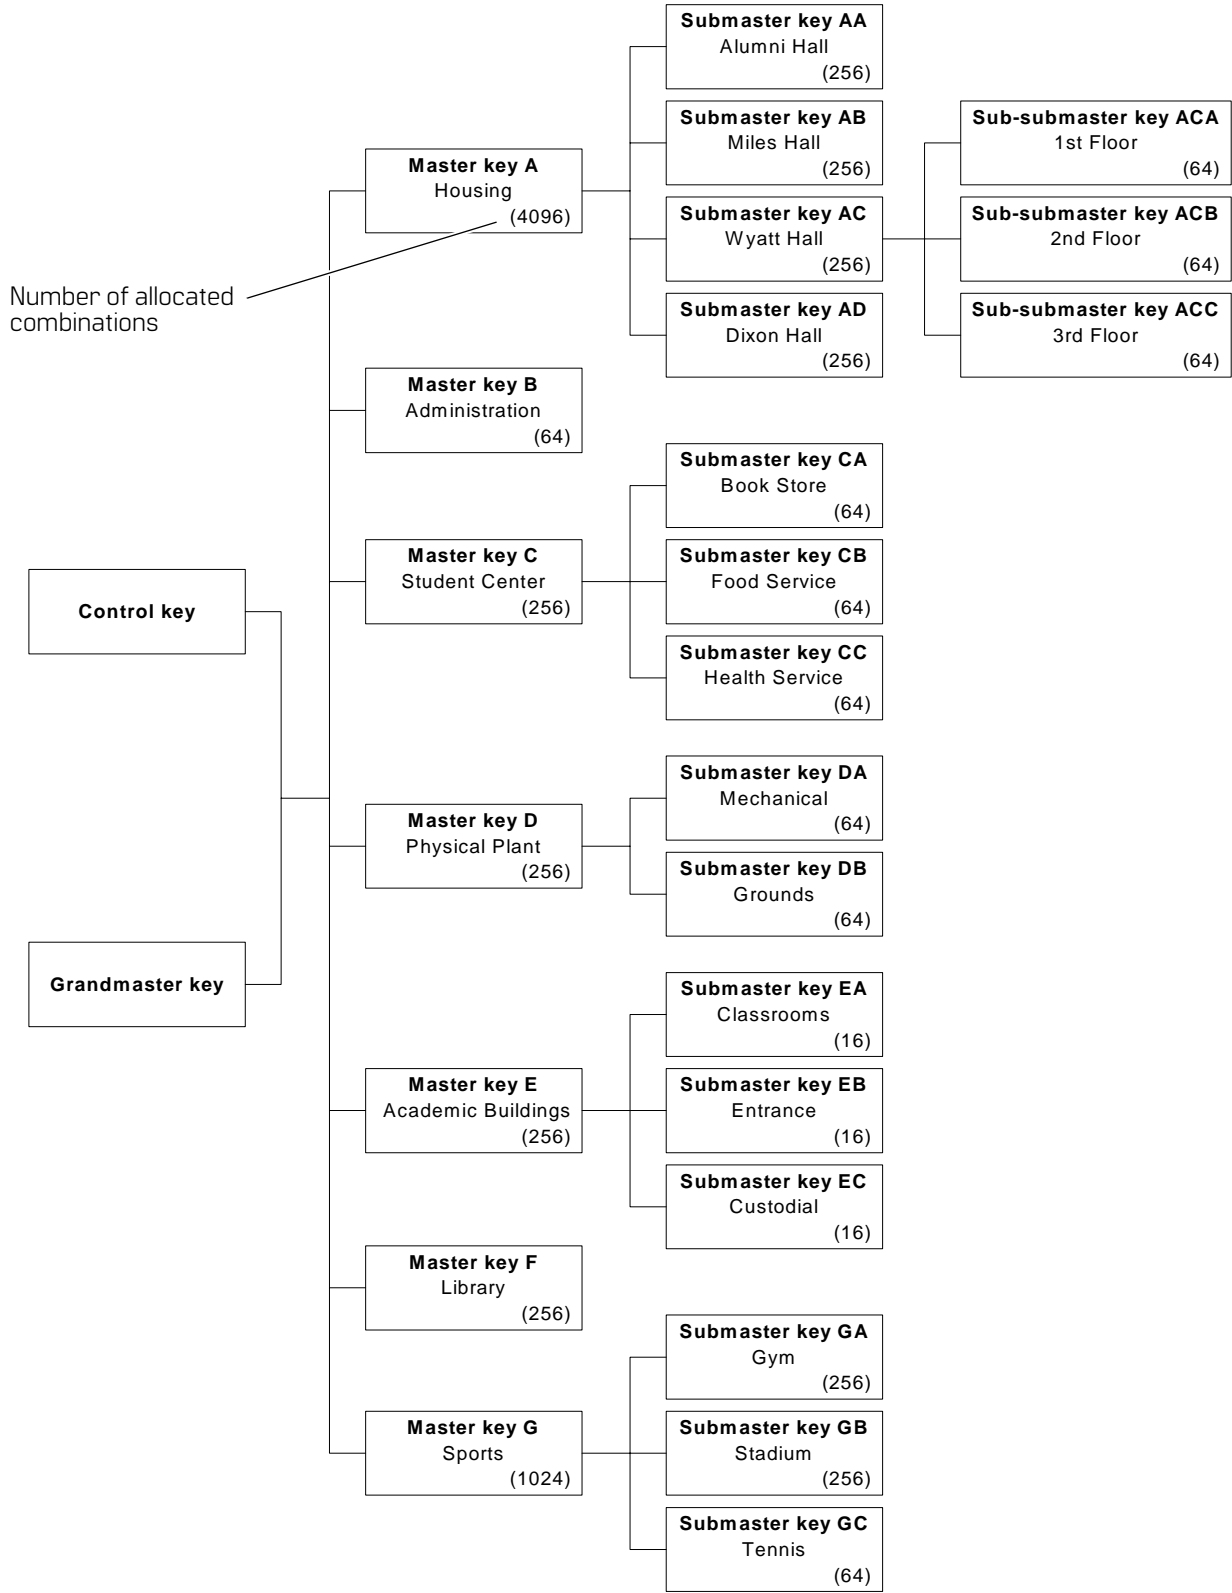 Submaster key AA
Alumni Hall
(256)
Submaster key AB
Miles Hall
(256)
Sub-submaster key ACA
1st Floor
(64)
Master key A
Housing
(4096)
Submaster key AC
Wyatt Hall
(256)
Sub-submaster key ACB
2nd Floor
(64)
Number of allocated
combinations
Submaster key AD
Dixon Hall
(256)
Sub-submaster key ACC
3rd Floor
(64)
Master key B
Administration
(64)
Submaster key CA
Book Store
(64)
Master key C
Student Center
(256)
Submaster key CB
Food Service
(64)
Control key
Submaster key CC
Health Service
(64)
Submaster key DA
Mechanical
(64)
Master key D
Physical Plant
(256)
Submaster key DB
Grounds
(64)
Grandmaster key
Submaster key EA
Classrooms
(16)
Master key E
Academic Buildings
(256)
Submaster key EB
Entrance
(16)
Submaster key EC
Custodial
(16)
Master key F
Library
(256)
Submaster key GA
Gym
(256)
Master key G
Sports
(1024)
Submaster key GB
Stadium
(256)
Submaster key GC
Tennis
(64)